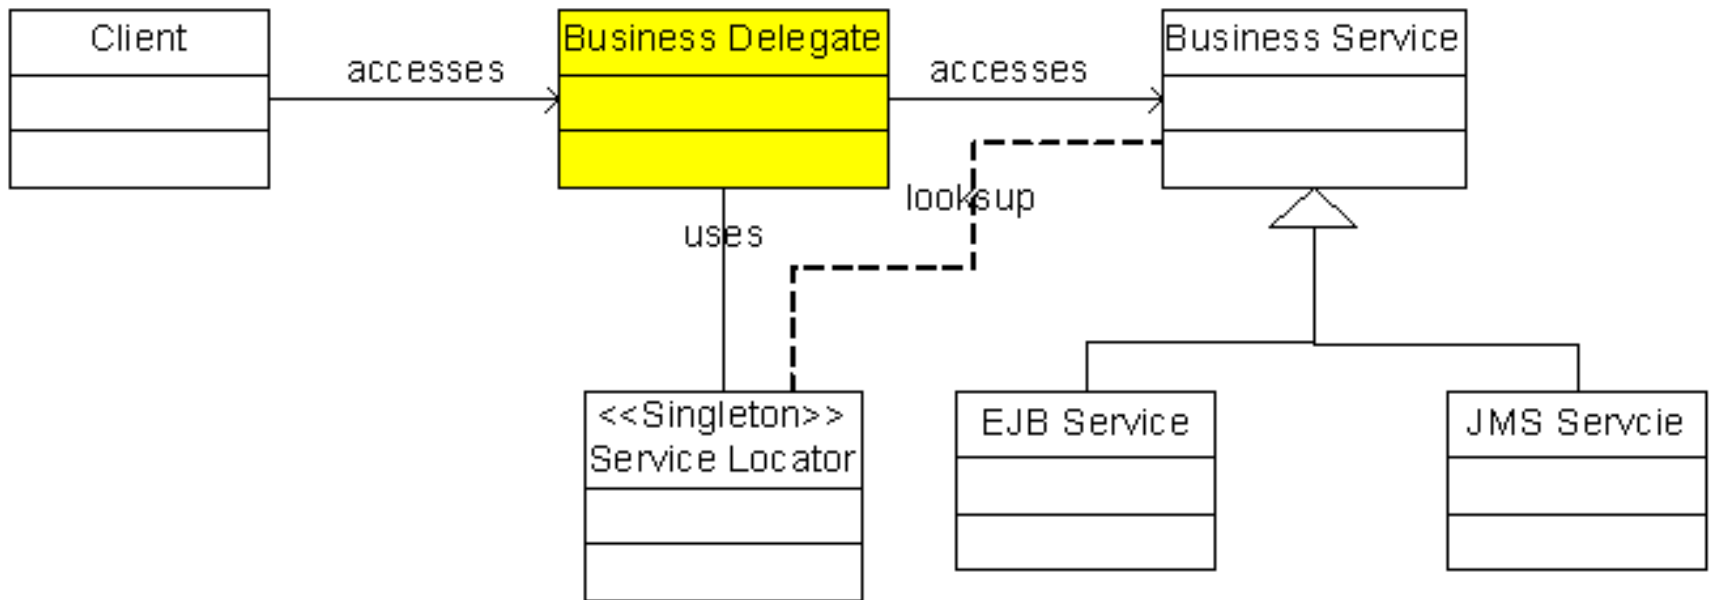 Client
accesses
Business Delegate
accesses
Business Service
uses
looksup
<<Singleton>>
Service Locator
EJB Service
JMS Servcie